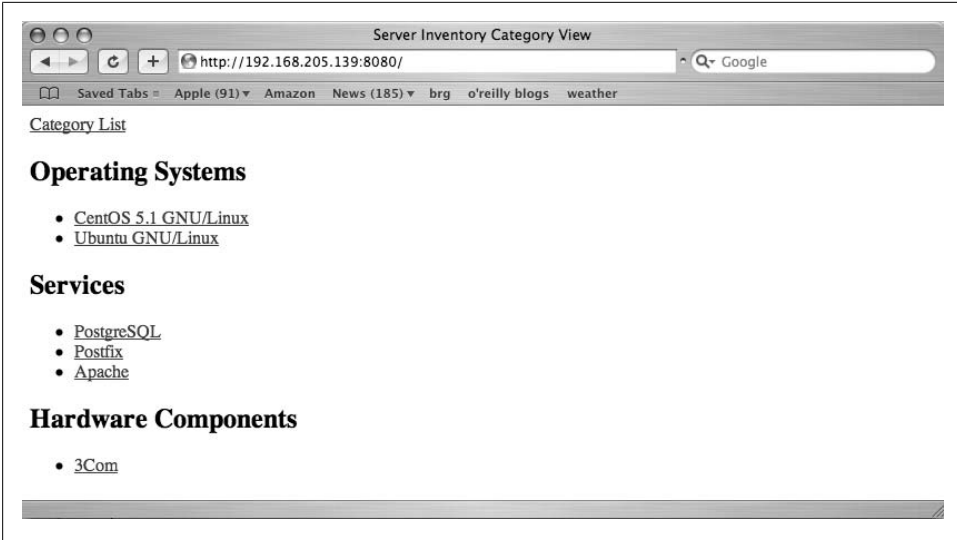 Server Inventory Category View
http://192.168.205.139:8080/
Google
Saved Tabs Apple (91) Amazon News (185) brg o'reilly blogs weather
Category List
Operating Systems
CentOS 5.1 GNU/Linux
Ubuntu GNU/Linux
Services
PostgreSQL
Postfix
Apache
Hardware Components
3Com